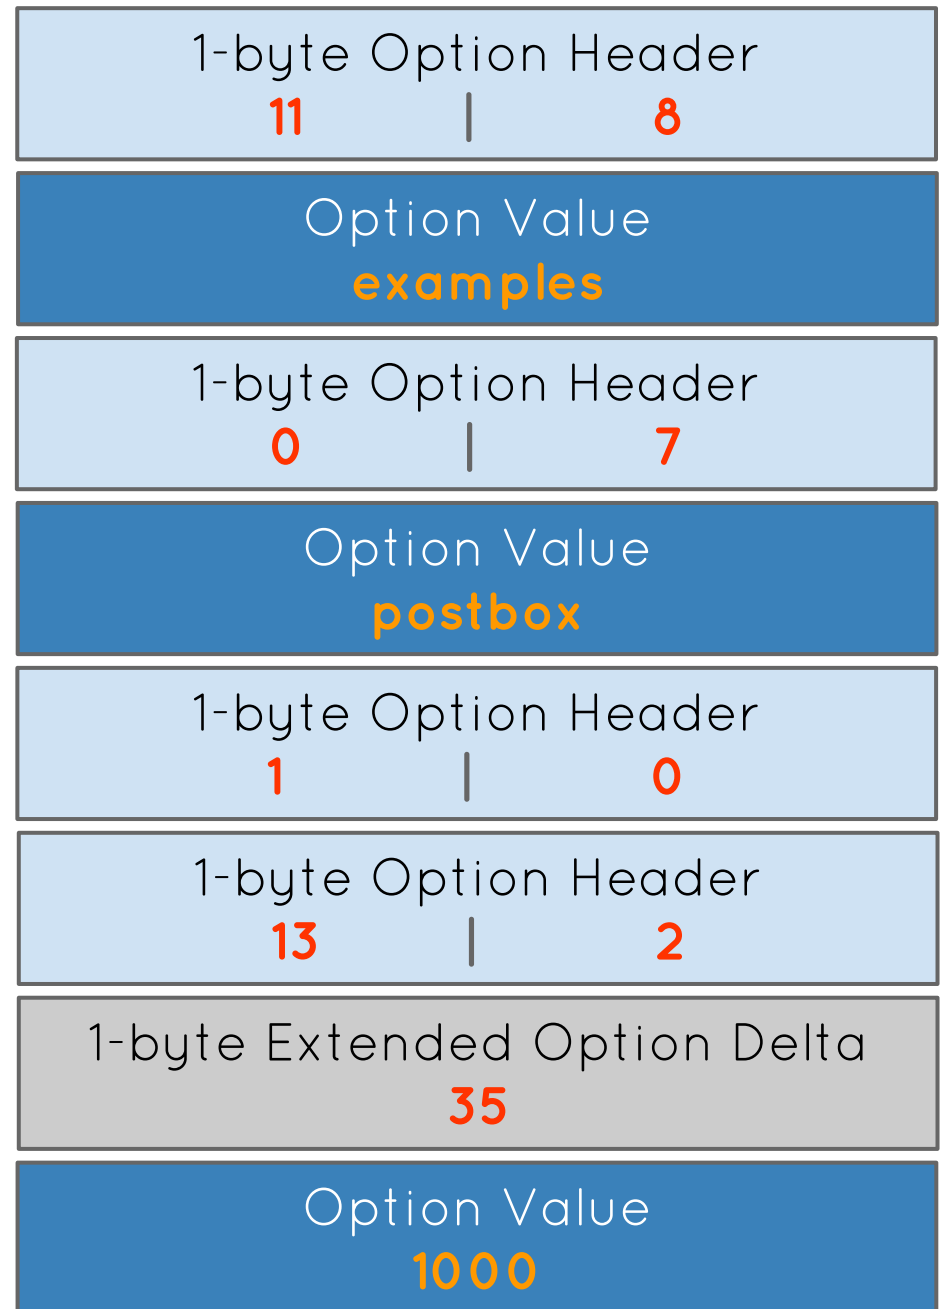 1-byte Option Header
11 | 8
Option Value
examples
1-byte Option Header
0 | 7
Option Value
postbox
1-byte Option Header
1 | 0
1-byte Option Header
13 | 2
1-byte Extended Option Delta
35
Option Value
1000